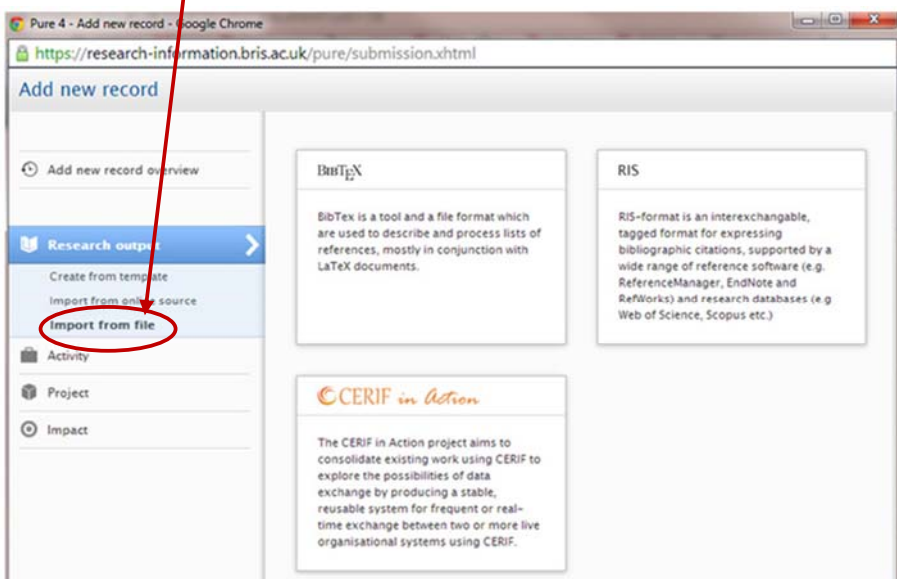 Pure 4 - Add new record - Google Chrome
https://research-information.bris.ac.uk/pure/submission.xhtml
Add new record
Add new record overview
Research output
Create from template
Import from online source
Import from file
Activity
Project
Impact
BIBTEX
BibTex is a tool and a file format which
are used to describe and process lists of
references, mostly in conjunction with
LaTeX documents.
RIS
RIS-format is an interexchangable,
tagged format for expressing
bibliographic citations, supported by a
wide range of reference software (e.g.
ReferenceManager, EndNote and
RefWorks) and research databases (e.g
Web of Science, Scopus etc.)
CERIF in Action
The CERIF in Action project aims to
consolidate existing work using CERIF to
explore the possibilities of data
exchange by producing a stable,
reusable system for frequent or real-
time exchange between two or more live
organisational systems using CERIF.